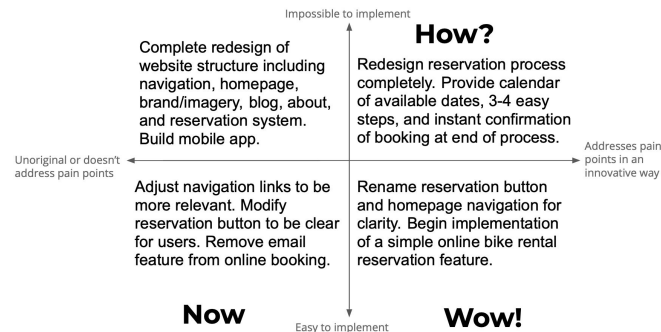 Impossible to implement
How?
Complete redesign of
website structure including
navigation, homepage,
brand/imagery, blog, about,
and reservation system.
Build mobile app.
Redesign reservation process
completely. Provide calendar
of available dates, 3-4 easy
steps, and instant confirmation
of booking at end of process.
Unoriginal or doesn't
address pain points
Addresses pain
points in an
innovative way
Adjust navigation links to be
more relevant. Modify
reservation button to be clear
for users. Remove email
feature from online booking.
Rename reservation button
and homepage navigation for
clarity. Begin implementation
of a simple online bike rental
reservation feature.
Now
Wow!
Easy to implement